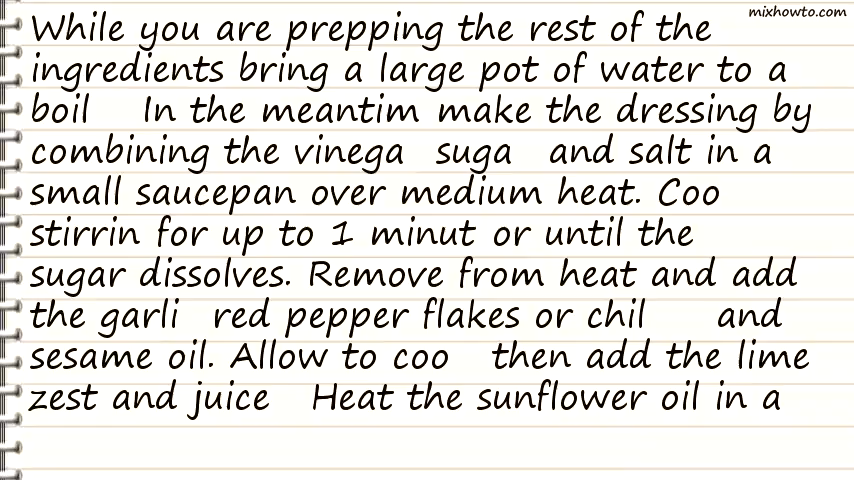 mixhowto.com
While you are prepping the rest of the
ingredients bring a large pot of water to a
boil In the meantim make the dressing by
combining the vinega suga and salt in a
small saucepan over medium heat. Coo
stirrin for up to 1 minut or until the
sugar dissolves. Remove from heat and add
the garli red pepper flakes or chil and
sesame oil. Allow to coo then add the lime
zest and juice Heat the sunflower oil in a